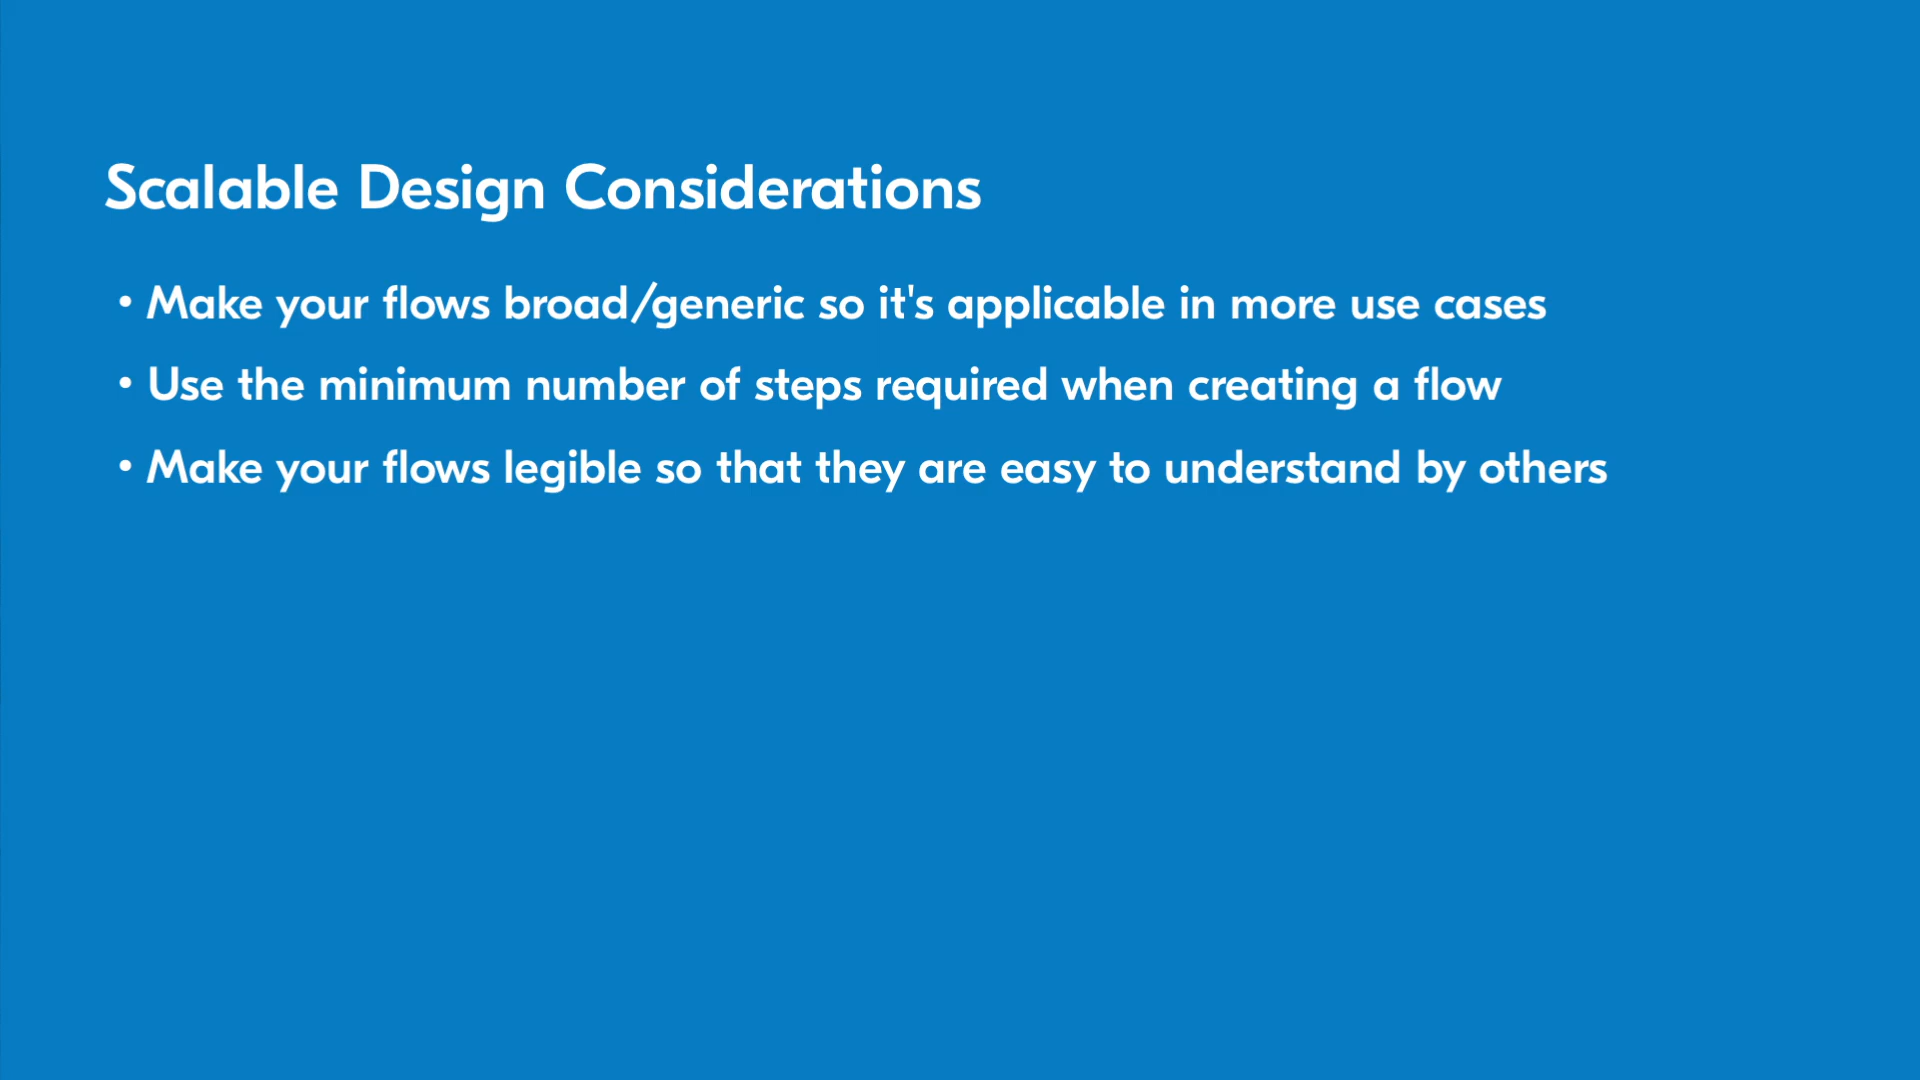 Scalable Design Considerations
• Make your flows broad/generic so it's applicable in more use cases
• Use the minimum number of steps required when creating a flow
• Make your flows legible so that they are easy to understand by others